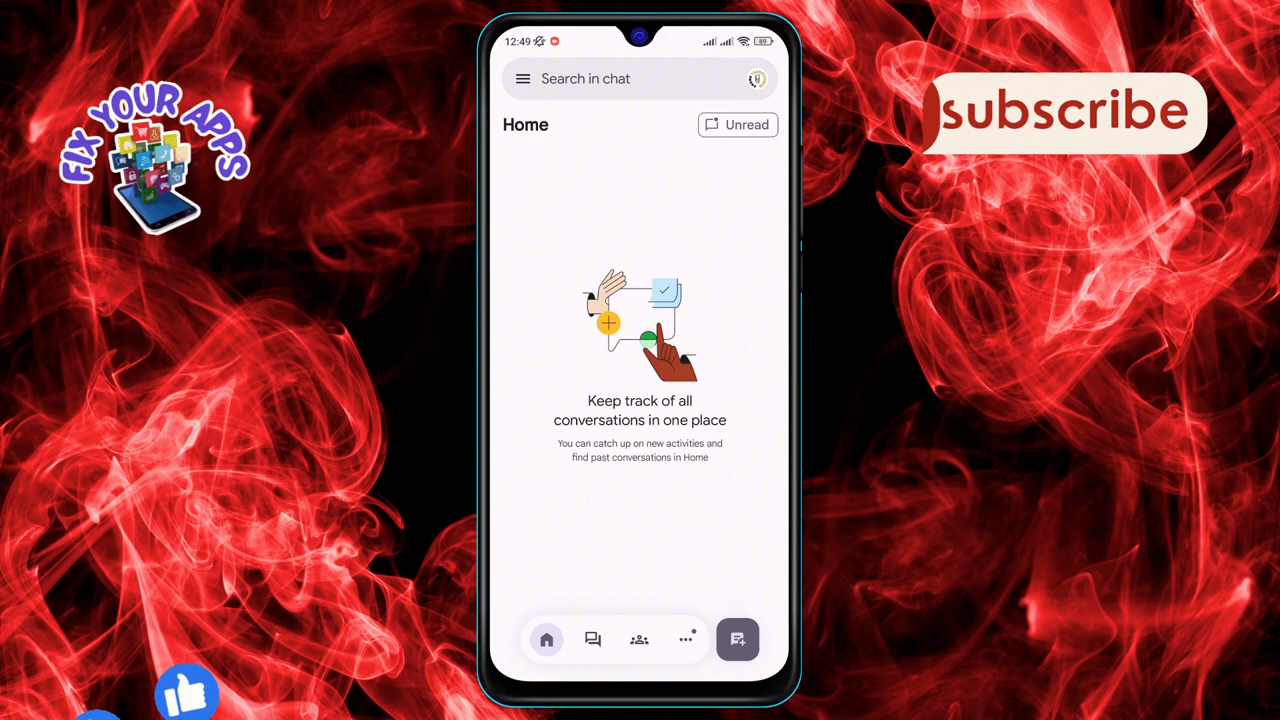 FIX YOUR APPS
subscribe
12:49
89
Search in chat
Home
Unread
Keep track of all
conversations in one place
You can catch up on new activities and
find past conversations in Home